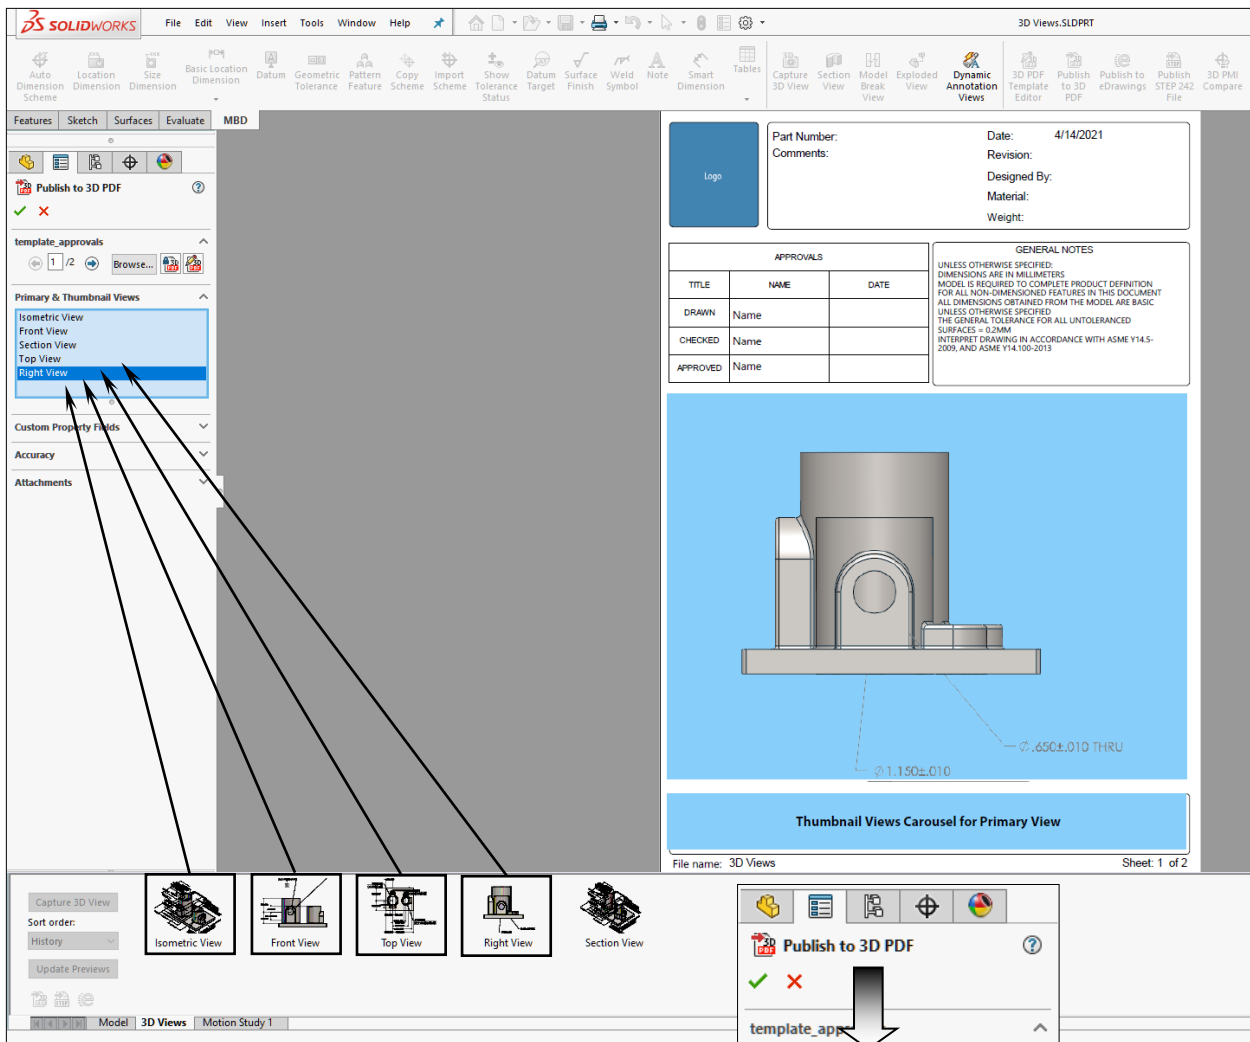 SOLIDWORKS File Edit View Insert Tools Window Help 3D Views.SLDPRT
Auto Dimension Scheme
Location Dimension
Size Dimension
Basic Location Dimension
Datum
Geometric Tolerance
Pattern Feature
Copy Scheme
Import Scheme
Show Tolerance Status
Datum Target
Surface Finish
Weld Symbol
Note
Smart Dimension
Tables
Capture 3D View
Section View
Model Break View
Exploded View
Dynamic Annotation Views
3D PDF Template Editor
Publish to 3D PDF
Publish to eDrawings
Publish STEP 242 File
3D PMI Compare
Features Sketch Surfaces Evaluate MBD
Publish to 3D PDF
template_approvals
1 /2 Browse...
Primary & Thumbnail Views
Isometric View
Front View
Section View
Top View
Right View
Custom Property Fields
Accuracy
Attachments
Logo
Part Number:
Comments:
Date: 4/14/2021
Revision:
Designed By:
Material:
Weight:
APPROVALS
TITLE NAME DATE
DRAWN Name
CHECKED Name
APPROVED Name
GENERAL NOTES
UNLESS OTHERWISE SPECIFIED:
DIMENSIONS ARE IN MILLIMETERS
MODEL IS REQUIRED TO COMPLETE PRODUCT DEFINITION
FOR ALL NON-DIMENSIONED FEATURES IN THIS DOCUMENT
ALL DIMENSIONS OBTAINED FROM THE MODEL ARE BASIC
UNLESS OTHERWISE SPECIFIED
THE GENERAL TOLERANCE FOR ALL UNTOLERANCED
SURFACES = 0.2MM
INTERPRET DRAWING IN ACCORDANCE WITH ASME Y14.5-
2009, AND ASME Y14.100-2013
∅.650±.010 THRU
∅1.150±.010
Thumbnail Views Carousel for Primary View
File name: 3D Views Sheet: 1 of 2
Capture 3D View
Sort order:
History
Update Previews
Isometric View Front View Top View Right View Section View
Publish to 3D PDF
template_app
Model 3D Views Motion Study 1